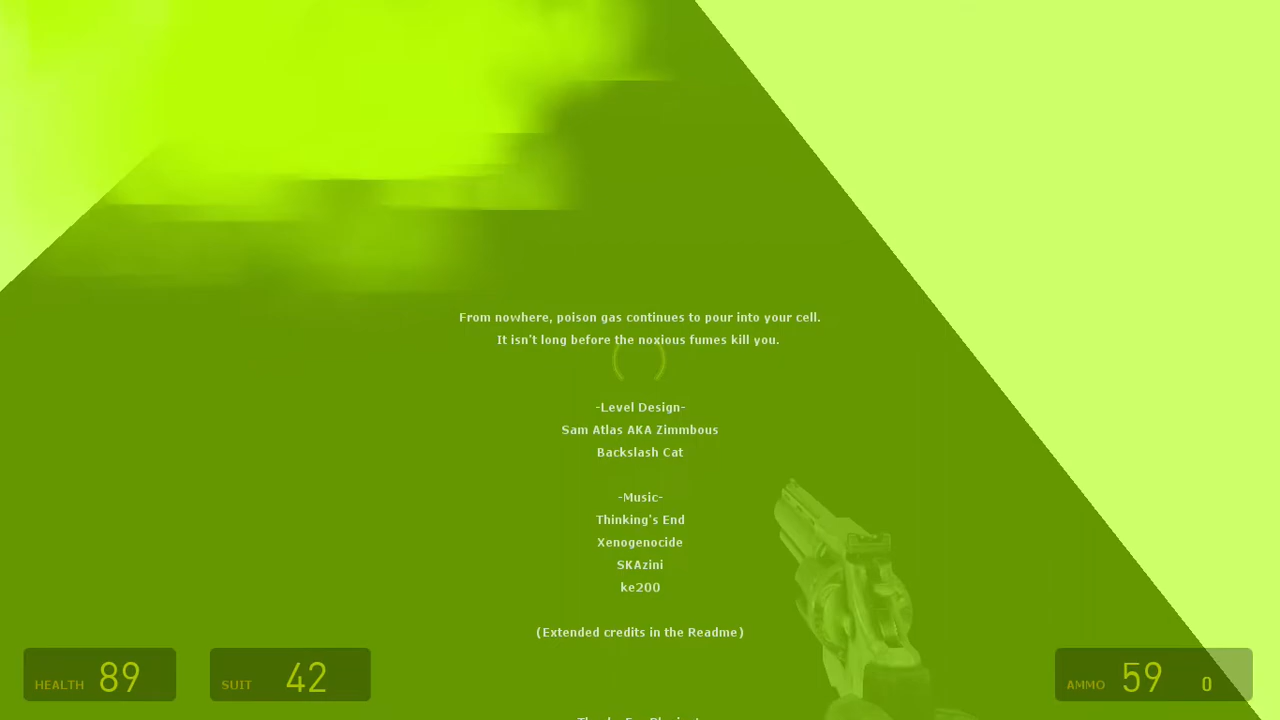 From nowhere, poison gas continues to pour into your cell.
It isn't long before the noxious fumes kill you.
-Level Design-
Sam Atlas AKA Zimmbous
Backslash Cat
-Music-
Thinking's End
Xenogenocide
SKAzini
ke200
(Extended credits in the Readme)
HEALTH 89
SUIT 42
AMMO 59 0